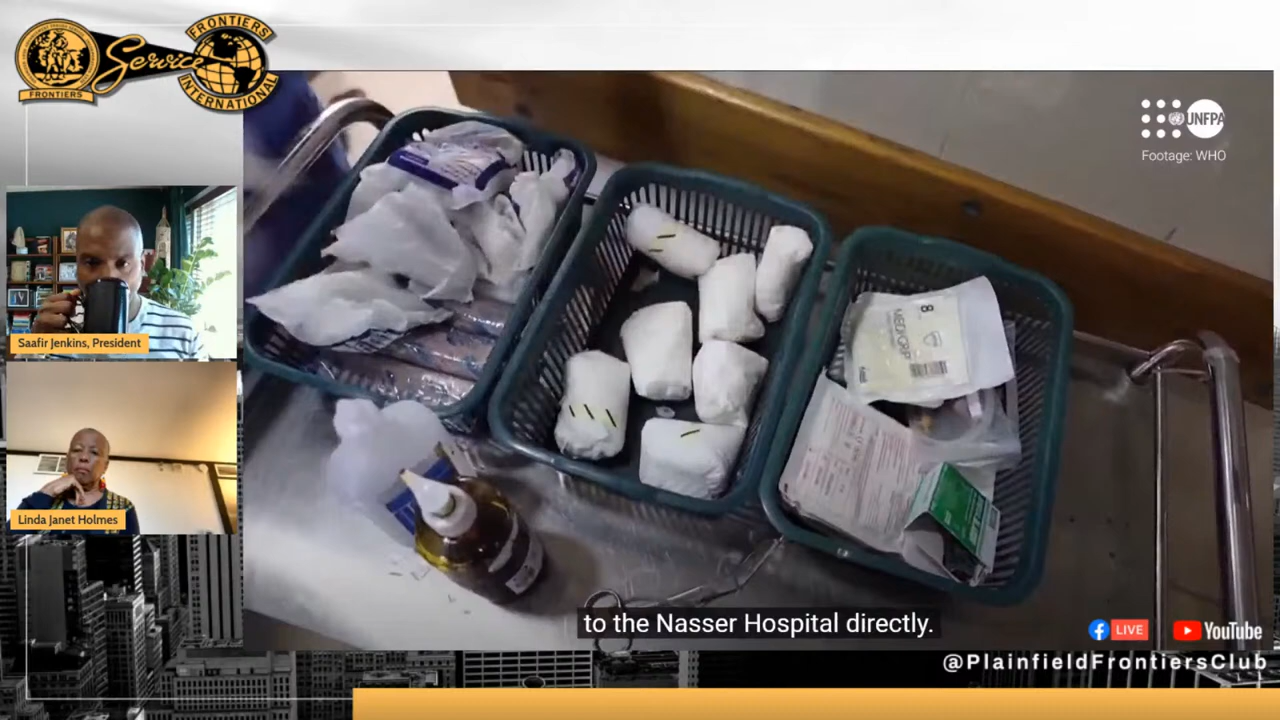 FRONTIERS
Service
FRONTIERS
INTERNATIONAL
UNFPA
Footage: WHO
Saafir Jenkins, President
Linda Janet Holmes
8
MEDIGRIP
to the Nasser Hospital directly.
LIVE
YouTube
@PlainfieldFrontiersClub